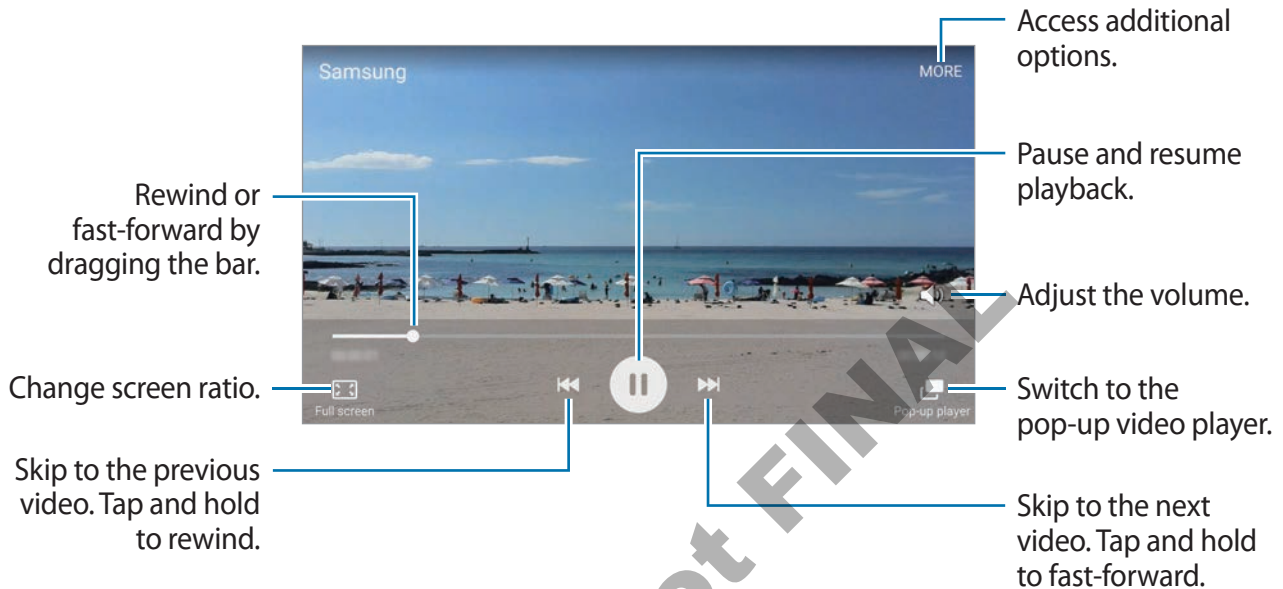 Access additional
options.
Samsung
MORE
Pause and resume
playback.
Rewind or
fast-forward by
dragging the bar.
Adjust the volume.
Change screen ratio.
Full screen
Pop-up player
Switch to the
pop-up video player.
Skip to the previous
video. Tap and hold
to rewind.
Skip to the next
video. Tap and hold
to fast-forward.
FINAL